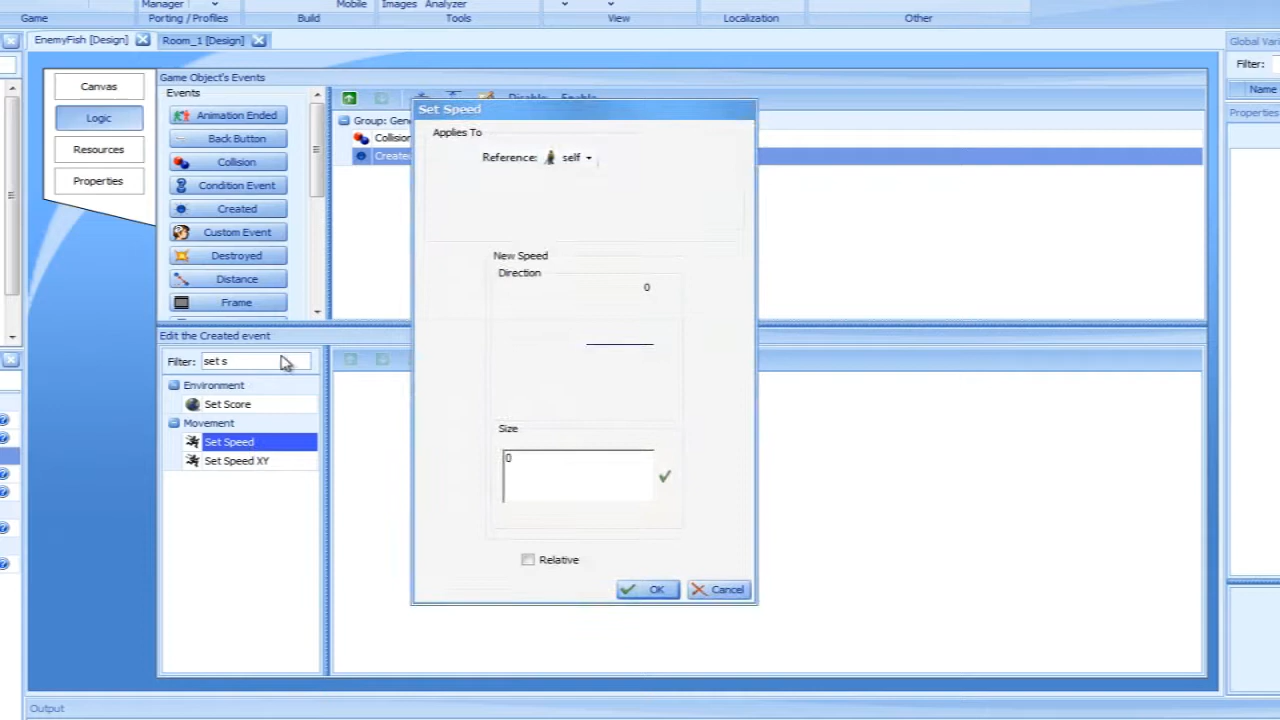 Manager
Mobile
Images
Analyzer
Game
Porting / Profiles
Build
Tools
View
Localization
Other
EnemyFish [Design]
Room_1 [Design]
Global Vari
Filter:
Name
Properties
Canvas
Logic
Resources
Properties
Game Object's Events
Events
Animation Ended
Back Button
Collision
Condition Event
Created
Custom Event
Destroyed
Distance
Frame
Disable
Enable
Group: Gen
Collision
Created
Set Speed
Applies To
Reference: self
New Speed
Direction
0
Size
0
Relative
OK
Cancel
Edit the Created event
Filter: set s
Environment
Set Score
Movement
Set Speed
Set Speed XY
Output